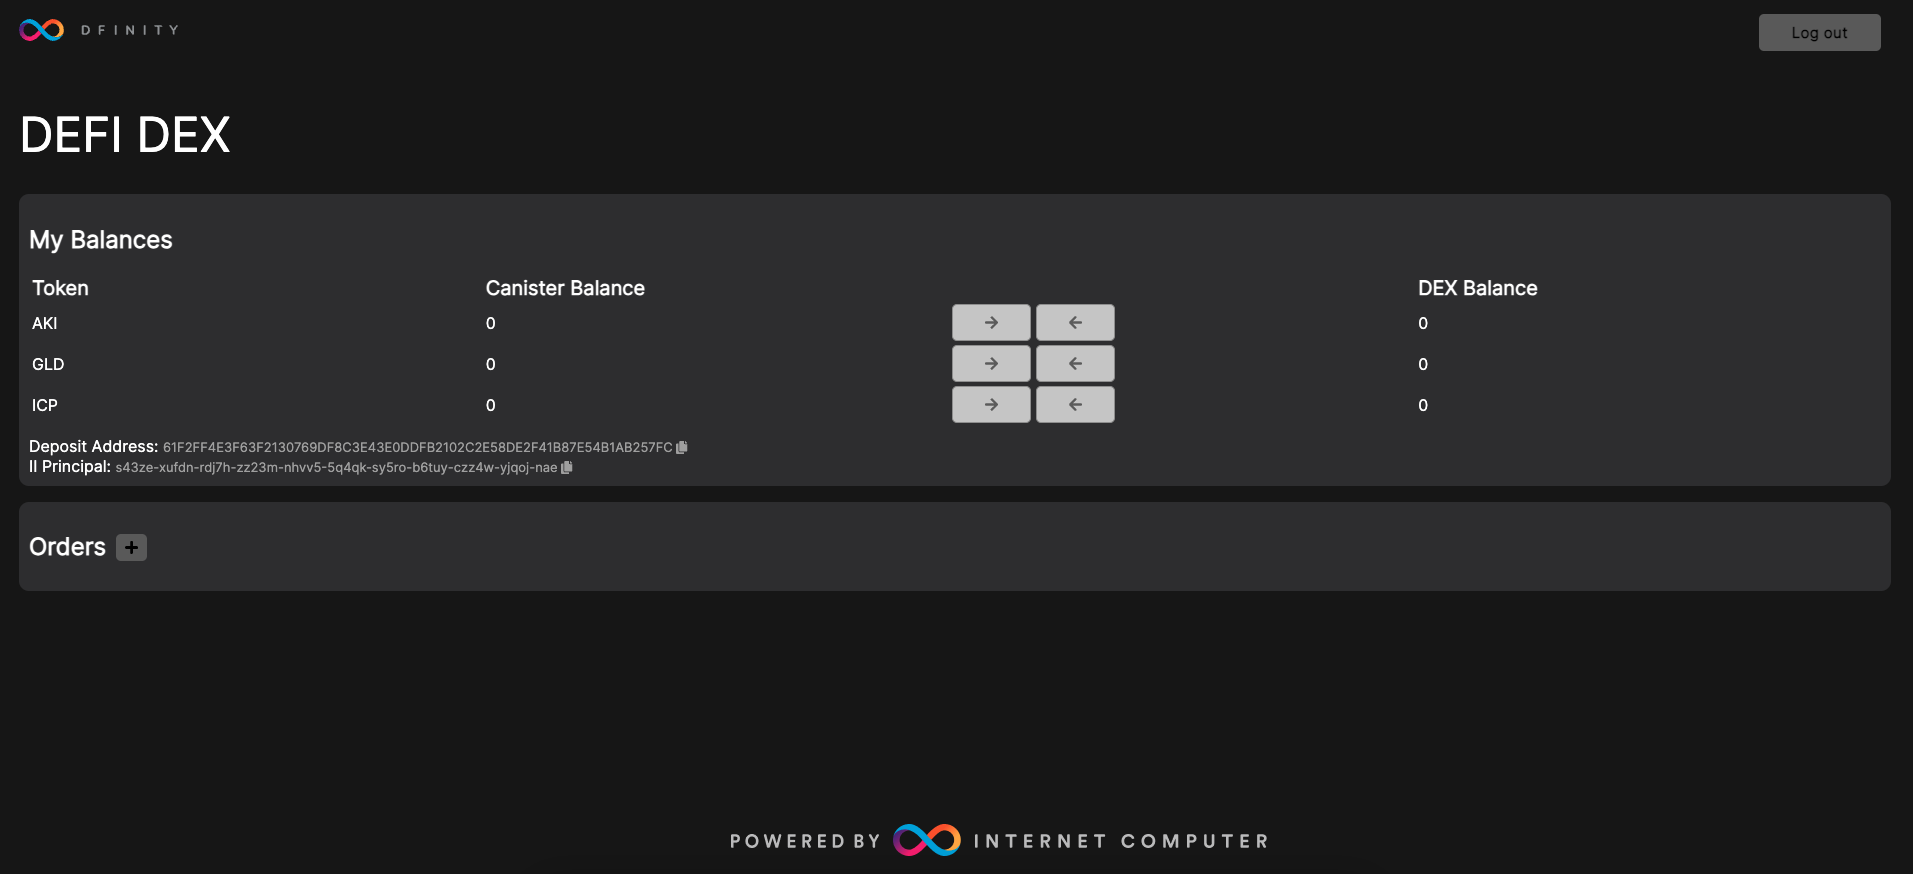 DFINITY
Log out
DEFI DEX
My Balances
Token Canister Balance DEX Balance
AKI 0 0
GLD 0 0
ICP 0 0
Deposit Address: 61F2FF4E3F63F2130769DF8C3E43E0DDFB2102C2E58DE2F41B87E54B1AB257FC
II Principal: s43ze-xufdn-rdj7h-zz23m-nhvv5-5q4qk-sy5ro-b6tuy-czz4w-yjqoj-nae
Orders
POWERED BY INTERNET COMPUTER